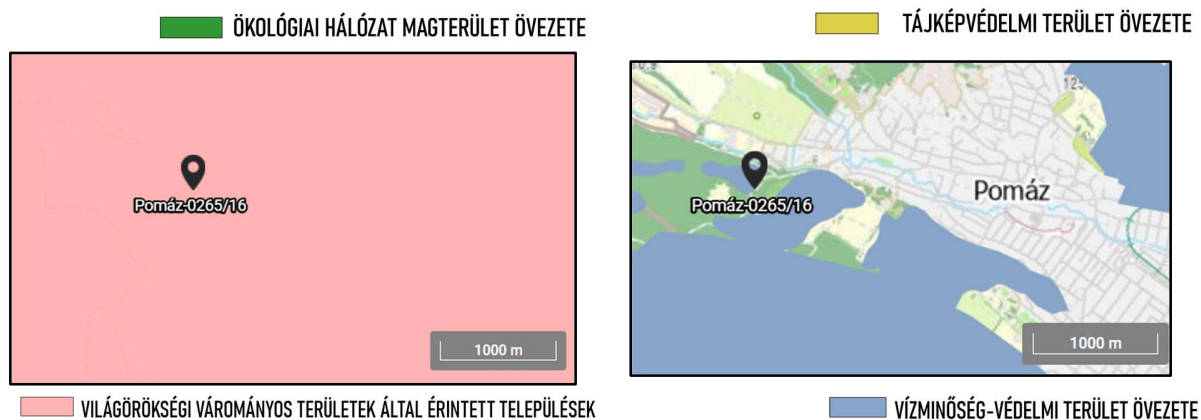 ÖKOLÓGIAI HÁLÓZAT MAGTERÜLET ÖVEZETE
TÁJKÉPVÉDELMI TERÜLET ÖVEZETE
Pomáz-0265/16
1000 m
Pomáz-0265/16
Pomáz
1000 m
VILÁGÖRÖKSÉGI VÁROMÁNYOS TERÜLETEK ÁLTAL ÉRINTETT TELEPÜLÉSEK
VÍZMINŐSÉG-VÉDELMI TERÜLET ÖVEZETE